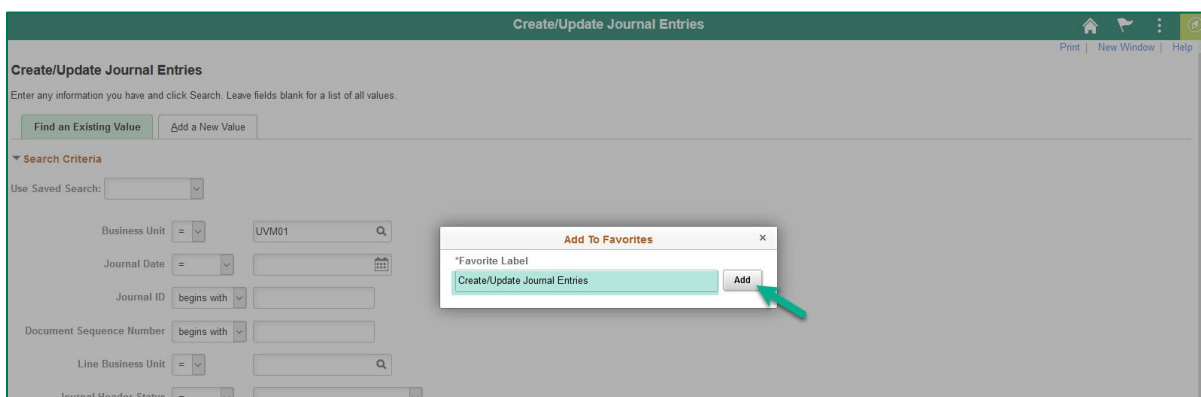 Create/Update Journal Entries
Print | New Window | Help
Create/Update Journal Entries
Enter any information you have and click Search. Leave fields blank for a list of all values.
Find an Existing Value Add a New Value
Search Criteria
Use Saved Search:
Business Unit = UVM01
Journal Date =
Journal ID begins with
Document Sequence Number begins with
Line Business Unit =
Journal Header Status =
Add To Favorites ×
*Favorite Label
Create/Update Journal Entries Add